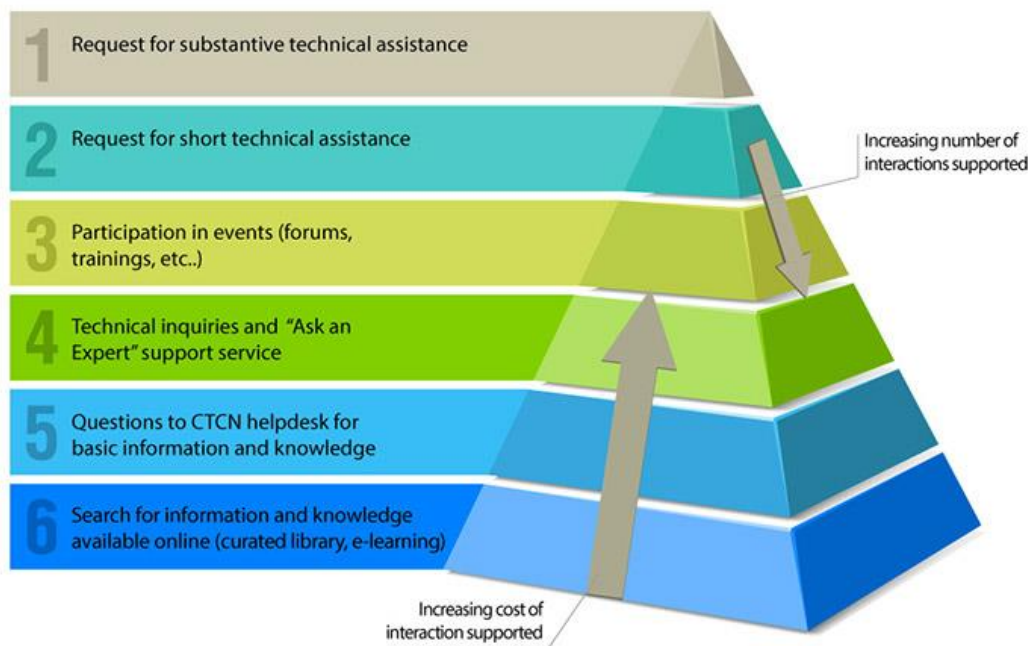 1
Request for substantive technical assistance
2
Request for short technical assistance
Increasing number of
interactions supported
3
Participation in events (forums,
trainings, etc..)
4
Technical inquiries and “Ask an
Expert” support service
5
Questions to CTCN helpdesk for
basic information and knowledge
6
Search for information and knowledge
available online (curated library, e-learning)
Increasing cost of
interaction supported